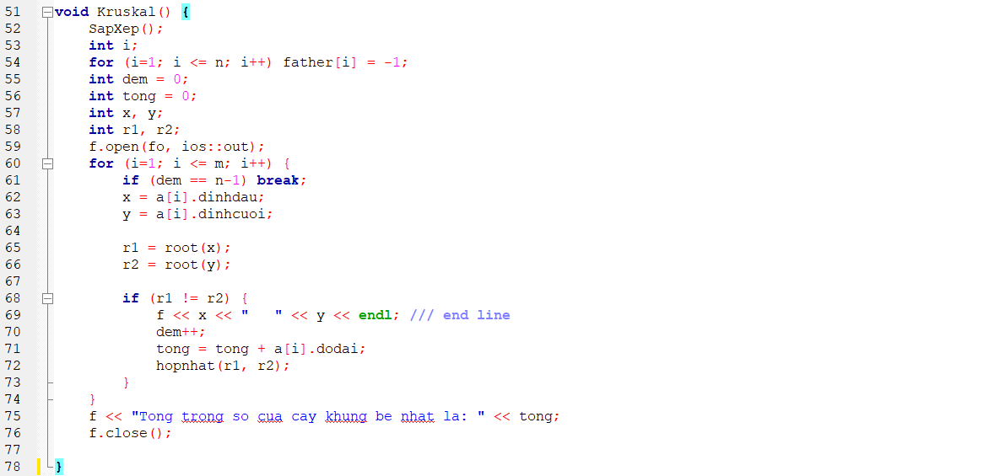 51 void Kruskal() {
52     SapXep();
53     int i;
54     for (i=1; i <= n; i++) father[i] = -1;
55     int dem = 0;
56     int tong = 0;
57     int x, y;
58     int r1, r2;
59     f.open(fo, ios::out);
60     for (i=1; i <= m; i++) {
61         if (dem == n-1) break;
62         x = a[i].dinhdau;
63         y = a[i].dinhcuoi;
64
65         r1 = root(x);
66         r2 = root(y);
67
68         if (r1 != r2) {
69             f << x << "   " << y << endl; /// end line
70             dem++;
71             tong = tong + a[i].dodai;
72             hopnhat(r1, r2);
73         }
74     }
75     f << "Tong trong so cua cay khung be nhat la: " << tong;
76     f.close();
77
78 }